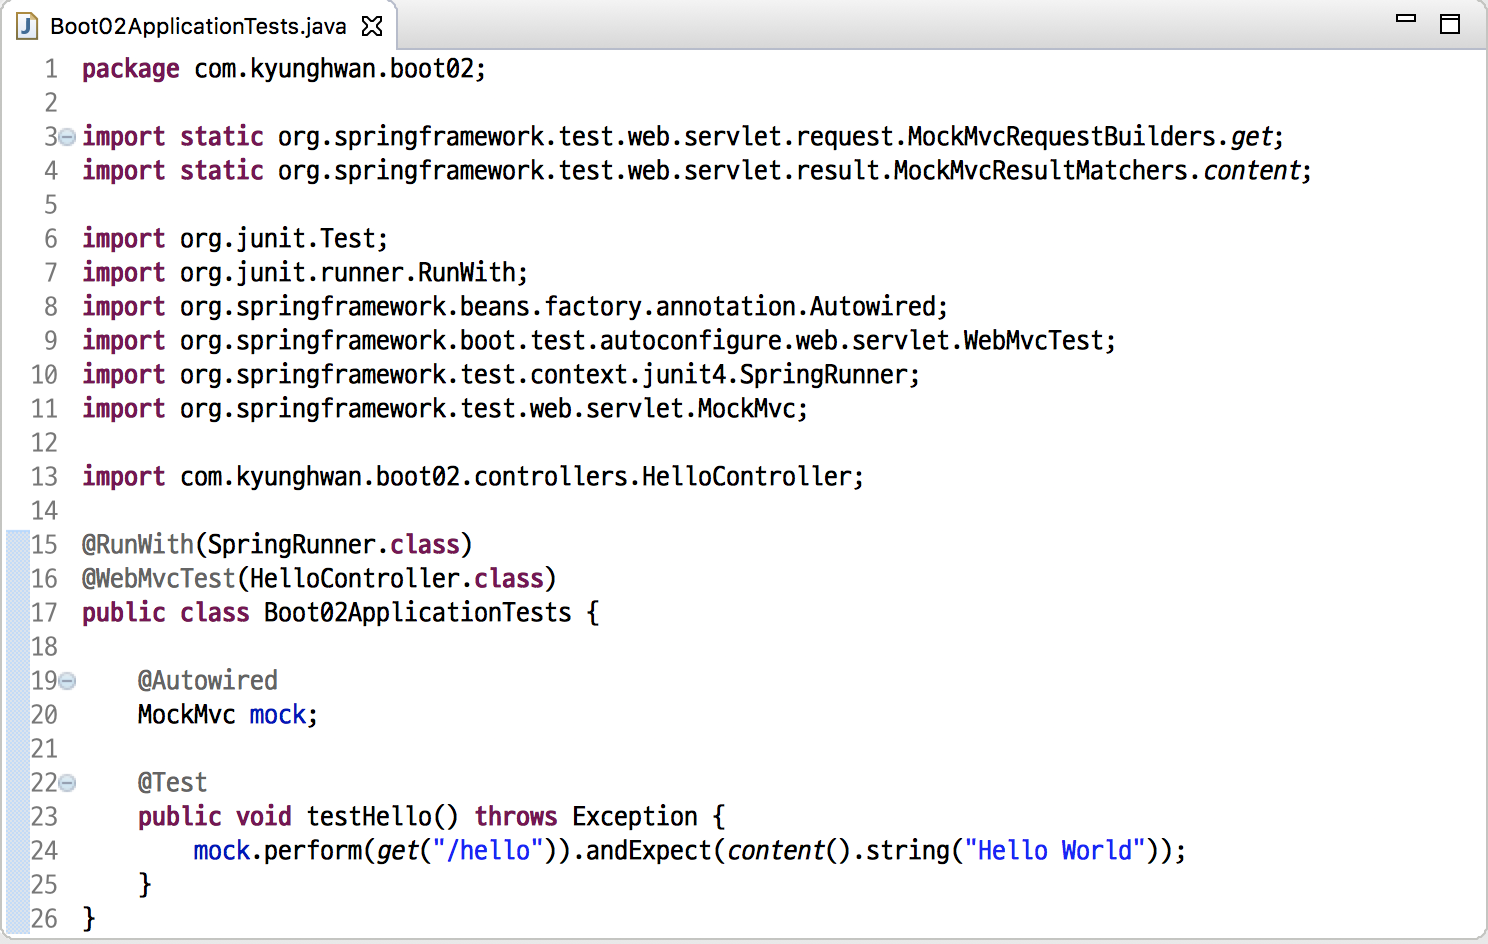 Boot02ApplicationTests.java
1 package com.kyunghwan.boot02;
2
3 import static org.springframework.test.web.servlet.request.MockMvcRequestBuilders.get;
4 import static org.springframework.test.web.servlet.result.MockMvcResultMatchers.content;
5
6 import org.junit.Test;
7 import org.junit.runner.RunWith;
8 import org.springframework.beans.factory.annotation.Autowired;
9 import org.springframework.boot.test.autoconfigure.web.servlet.WebMvcTest;
10 import org.springframework.test.context.junit4.SpringRunner;
11 import org.springframework.test.web.servlet.MockMvc;
12
13 import com.kyunghwan.boot02.controllers.HelloController;
14
15 @RunWith(SpringRunner.class)
16 @WebMvcTest(HelloController.class)
17 public class Boot02ApplicationTests {
18
19     @Autowired
20     MockMvc mock;
21
22     @Test
23     public void testHello() throws Exception {
24         mock.perform(get("/hello")).andExpect(content().string("Hello World"));
25     }
26 }